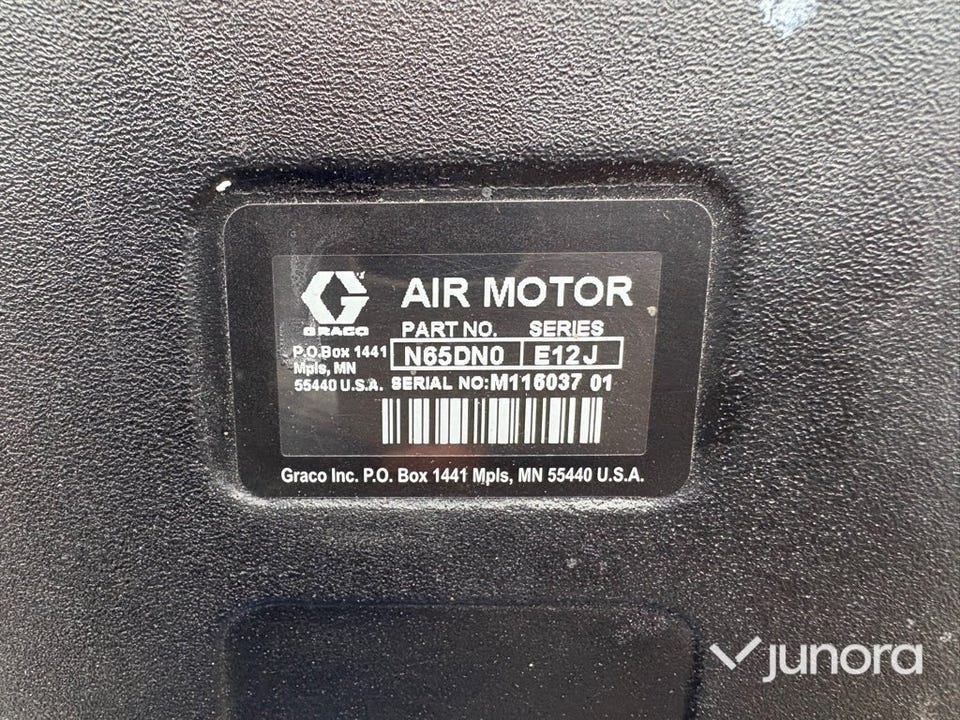 AIR MOTOR
GRACO
PART NO. SERIES
P.O.Box 1441 N65DN0 E12J
Mpls, MN
55440 U.S.A. SERIAL NO:M116037 01
Graco Inc. P.O. Box 1441 Mpls, MN 55440 U.S.A.
junora